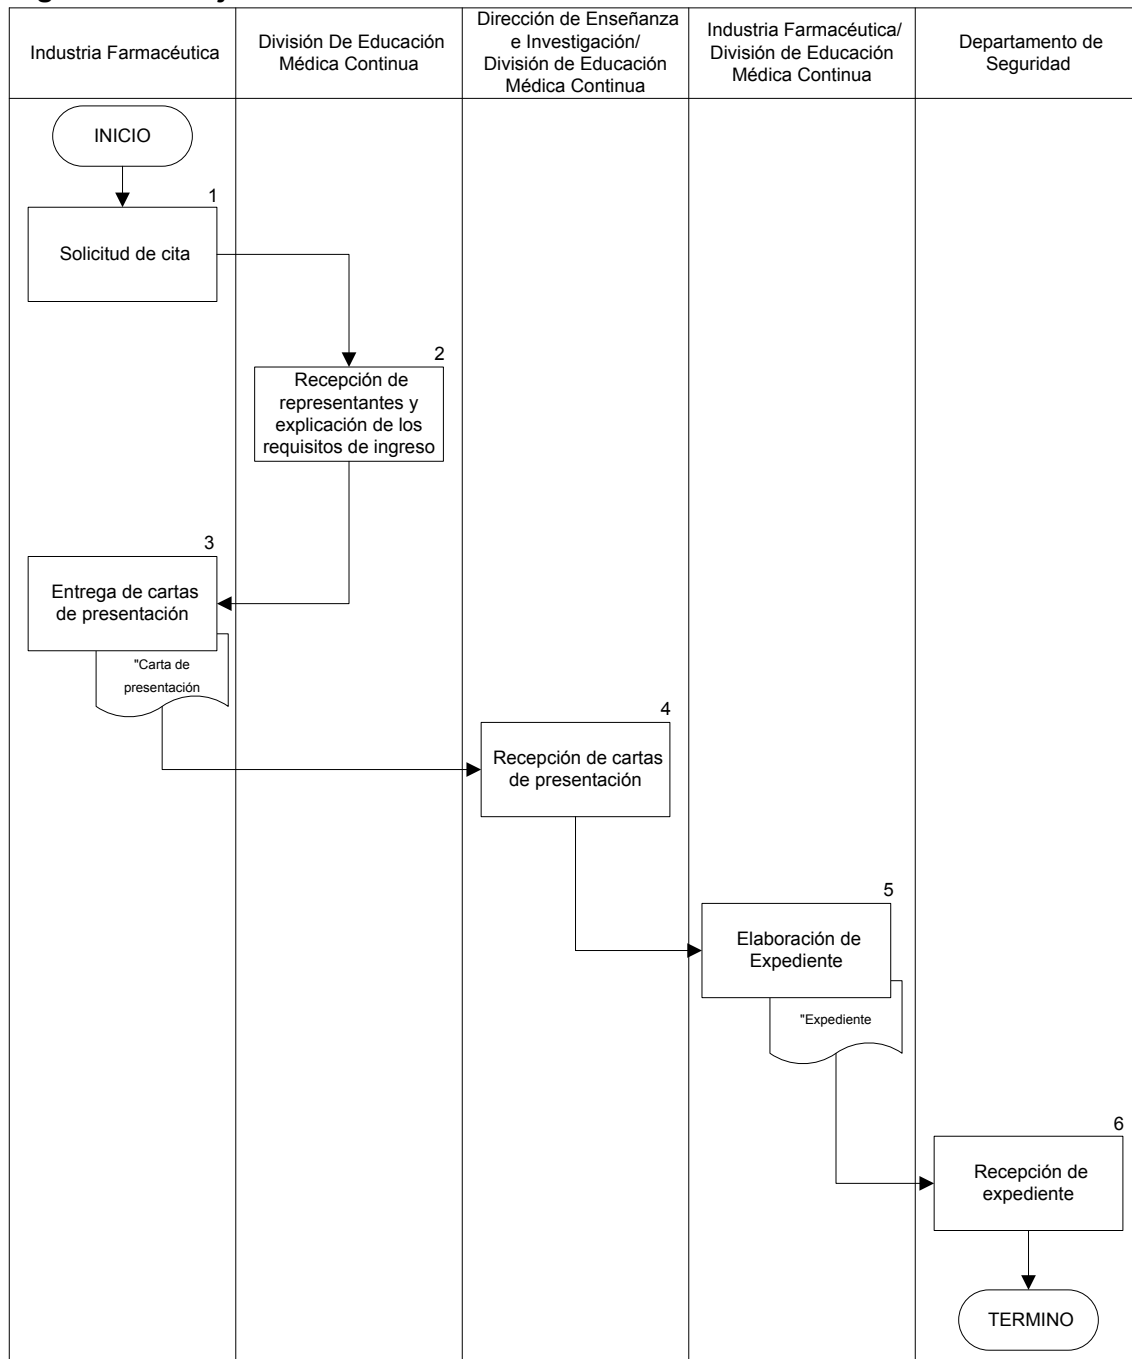 Industria Farmacéutica
División De Educación
Médica Continua
Dirección de Enseñanza
e Investigación/
División de Educación
Médica Continua
Industria Farmacéutica/
División de Educación
Médica Continua
Departamento de
Seguridad
INICIO
1
Solicitud de cita
2
Recepción de
representantes y
explicación de los
requisitos de ingreso
3
Entrega de cartas
de presentación
"Carta de
presentación
4
Recepción de cartas
de presentación
5
Elaboración de
Expediente
"Expediente
6
Recepción de
expediente
TERMINO